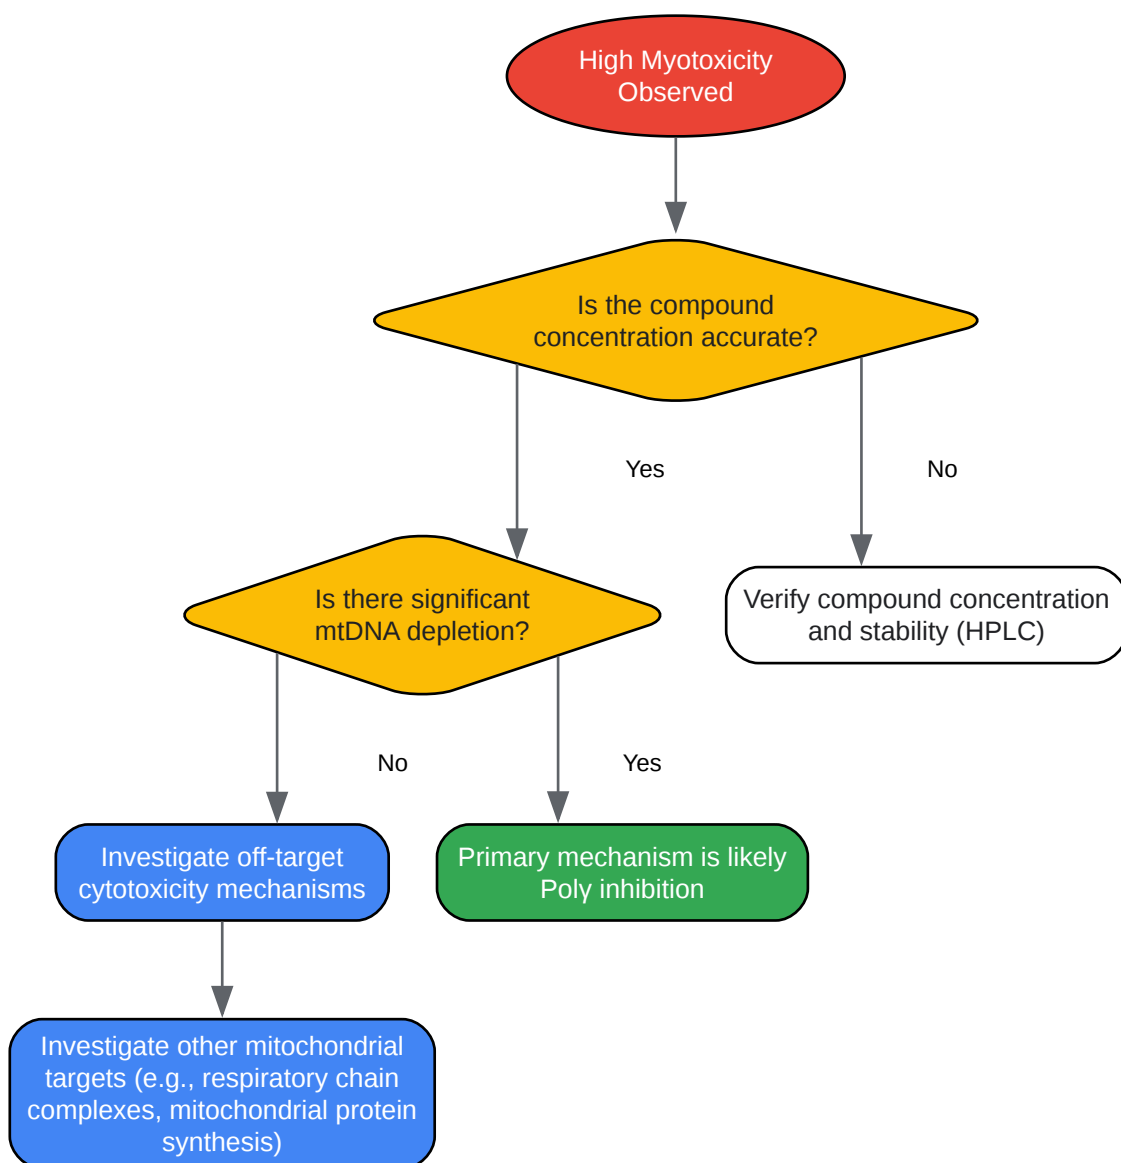 High Myotoxicity
Observed
Is the compound
concentration accurate?
Yes
No
Is there significant
mtDNA depletion?
Verify compound concentration
and stability (HPLC)
No
Yes
Investigate off-target
cytotoxicity mechanisms
Primary mechanism is likely
Polγ inhibition
Investigate other mitochondrial
targets (e.g., respiratory chain
complexes, mitochondrial protein
synthesis)